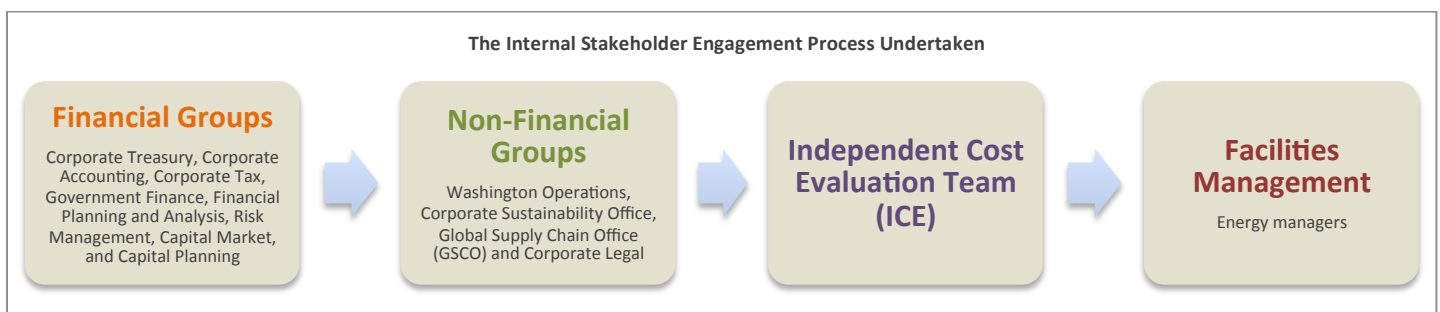 The Internal Stakeholder Engagement Process Undertaken
Financial Groups
Corporate Treasury, Corporate
Accounting, Corporate Tax,
Government Finance, Financial
Planning and Analysis, Risk
Management, Capital Market,
and Capital Planning
Non-Financial
Groups
Washington Operations,
Corporate Sustainability Office,
Global Supply Chain Office
(GSCO) and Corporate Legal
Independent Cost
Evaluation Team
(ICE)
Facilities
Management
Energy managers